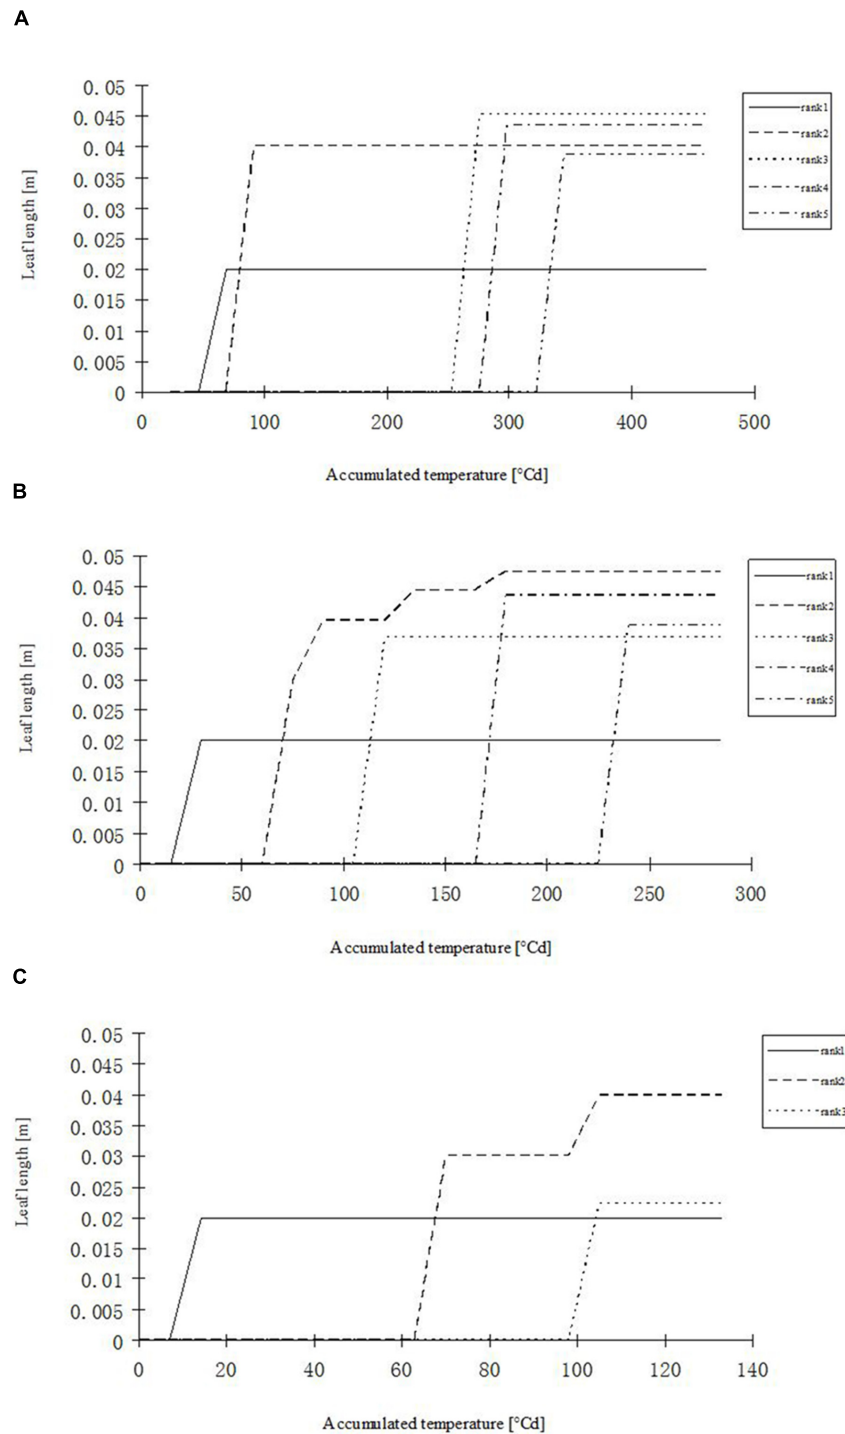 A
0.05
0.045
0.04
0.035
0.03
0.025
0.02
0.015
0.01
0.005
0
Leaf length [m]
0 100 200 300 400 500
Accumulated temperature [°Cd]
rank1
rank2
rank3
rank4
rank5
B
0.05
0.045
0.04
0.035
0.03
0.025
0.02
0.015
0.01
0.005
0
Leaf length [m]
0 50 100 150 200 250 300
Accumulated temperature [°Cd]
rank1
rank2
rank3
rank4
rank5
C
0.05
0.045
0.04
0.035
0.03
0.025
0.02
0.015
0.01
0.005
0
Leaf length [m]
0 20 40 60 80 100 120 140
Accumulated temperature [°Cd]
rank1
rank2
rank3